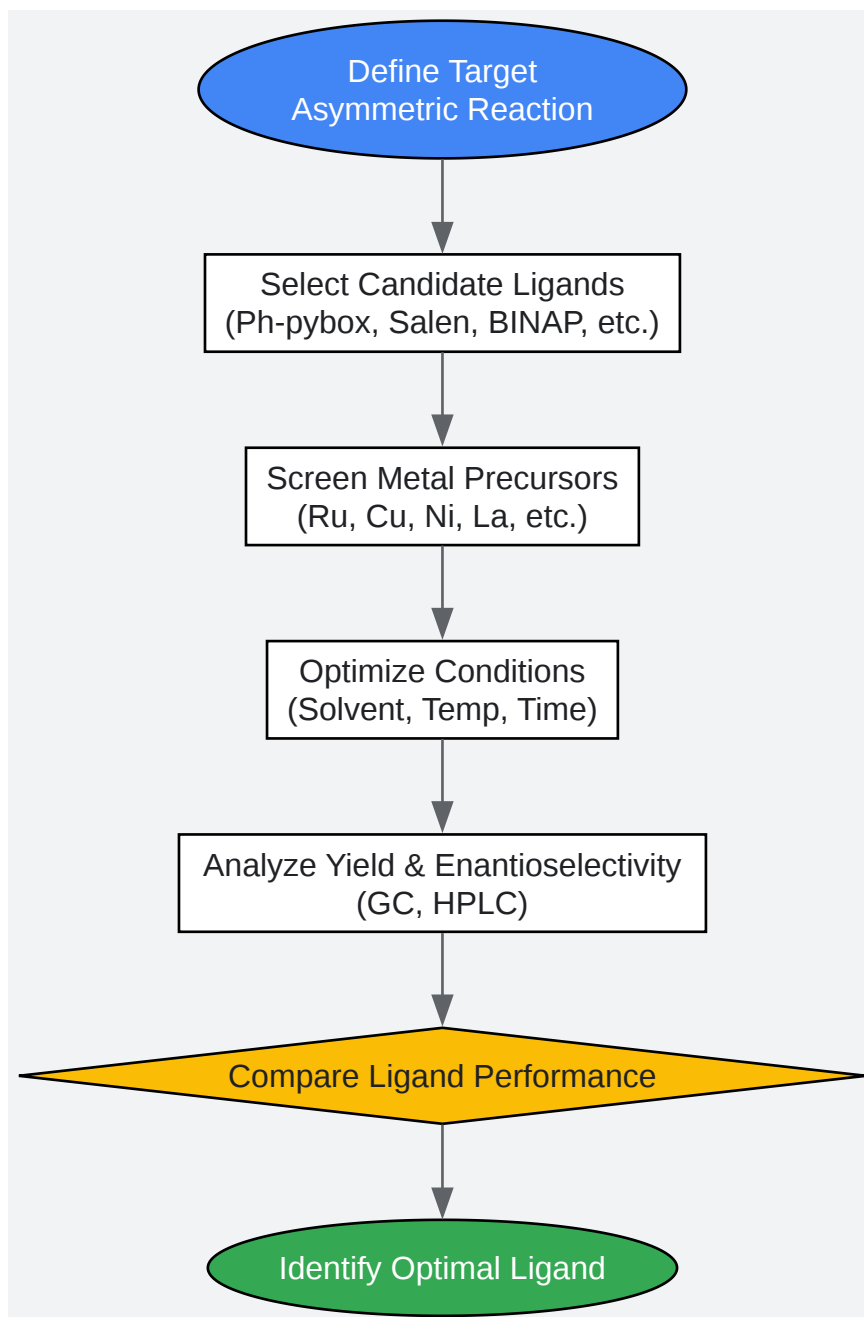 Define Target
Asymmetric Reaction
Select Candidate Ligands
(Ph-pybox, Salen, BINAP, etc.)
Screen Metal Precursors
(Ru, Cu, Ni, La, etc.)
Optimize Conditions
(Solvent, Temp, Time)
Analyze Yield & Enantioselectivity
(GC, HPLC)
Compare Ligand Performance
Identify Optimal Ligand